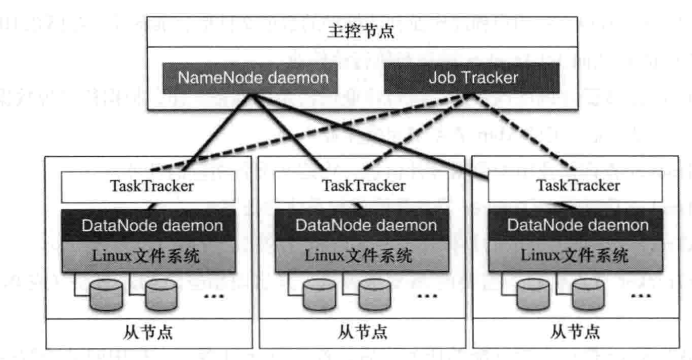 主控节点
NameNode daemon
Job Tracker
TaskTracker
TaskTracker
TaskTracker
DataNode daemon
DataNode daemon
DataNode daemon
Linux文件系统
Linux文件系统
Linux文件系统
...
...
...
从节点
从节点
从节点